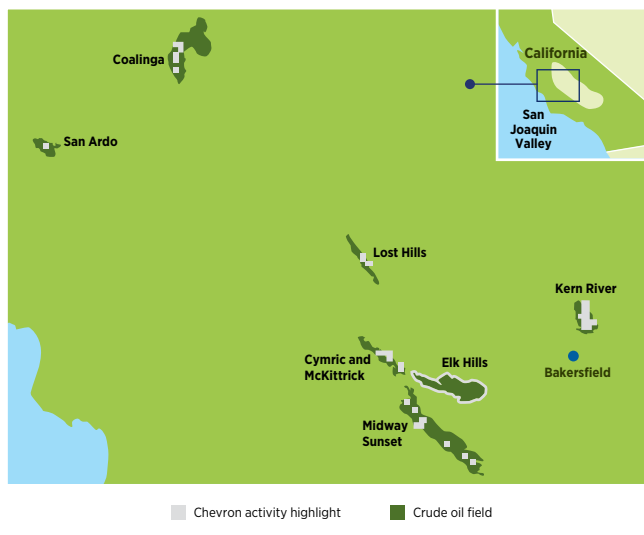 Coalinga
San Ardo
California
San
Joaquin
Valley
Lost Hills
Kern River
Cymric and
McKittrick
Elk Hills
Bakersfield
Midway
Sunset
Chevron activity highlight
Crude oil field